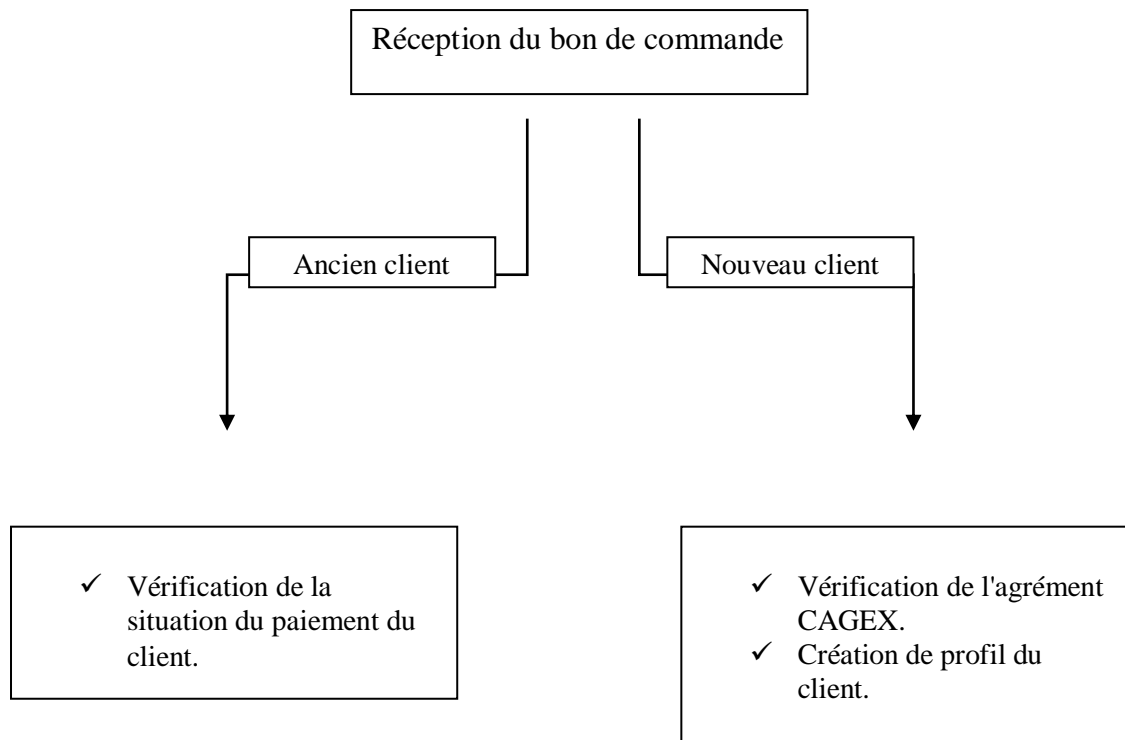 Réception du bon de commande
Ancien client
Nouveau client
✓ Vérification de la
situation du paiement du
client.
✓ Vérification de l'agrément
CAGEX.
✓ Création de profil du
client.